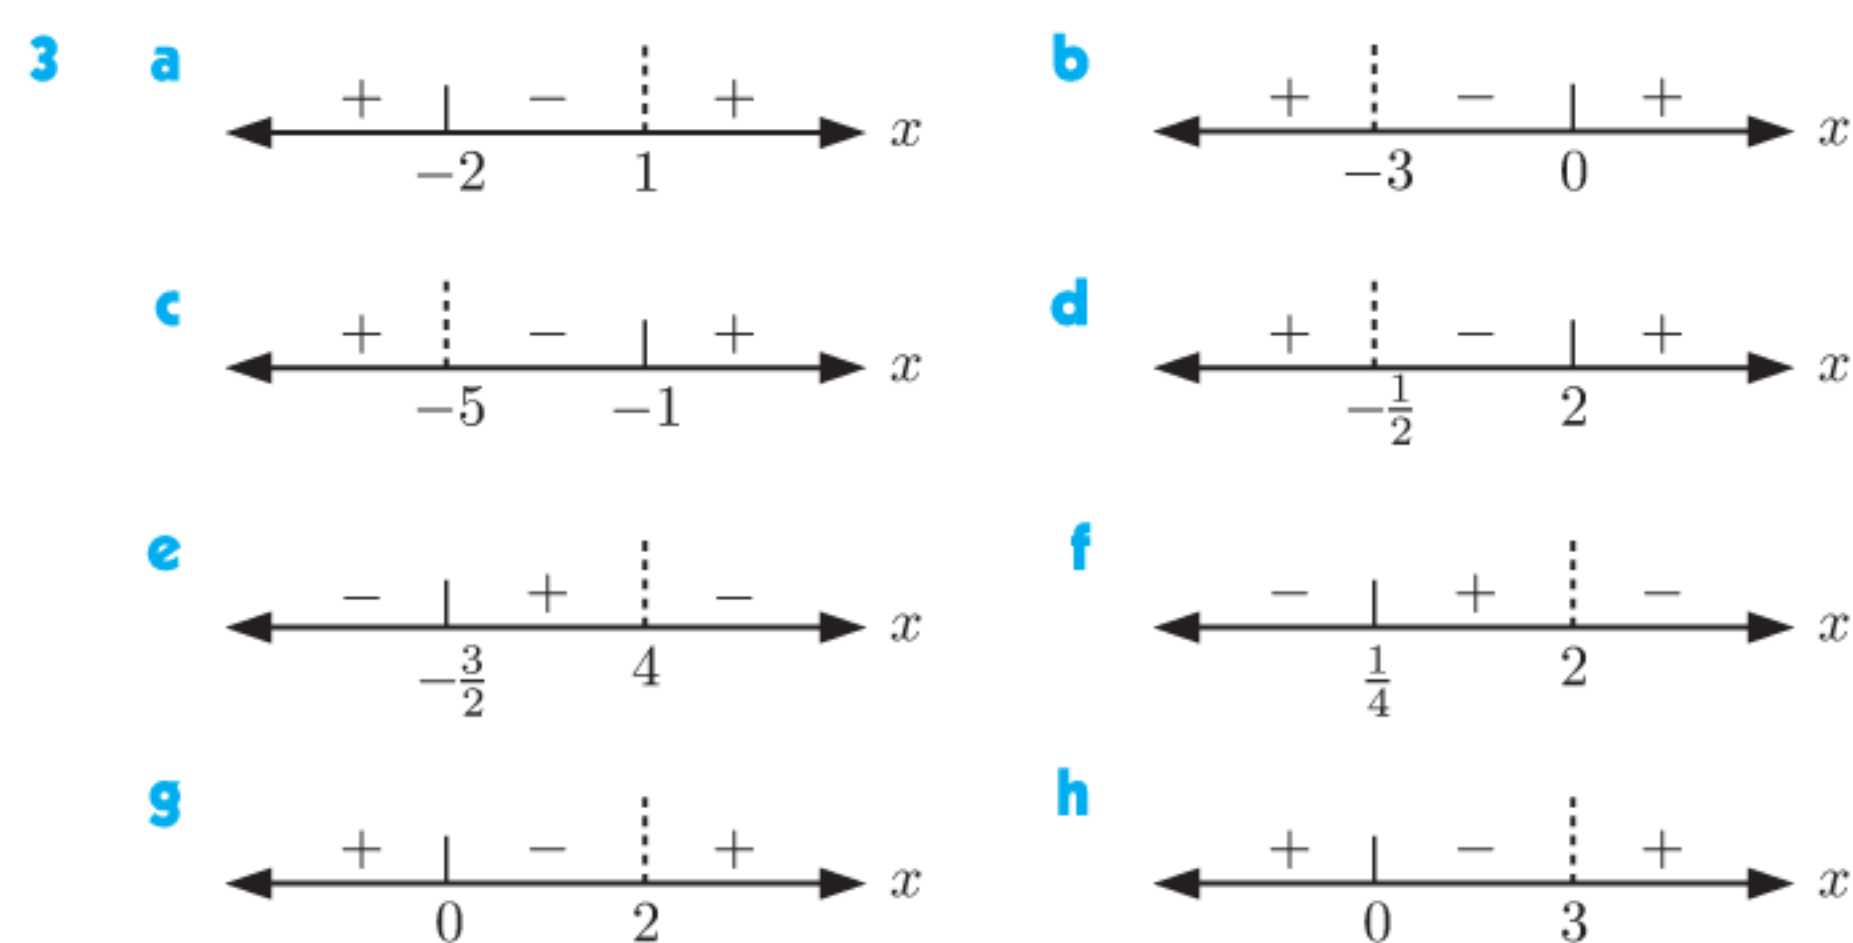 3 a + − + x b + − + x
−2 1 −3 0
c + − + x d + − + x
−5 −1 −1/2 2
e − + − x f − + − x
−3/2 4 1/4 2
g + − + x h + − + x
0 2 0 3